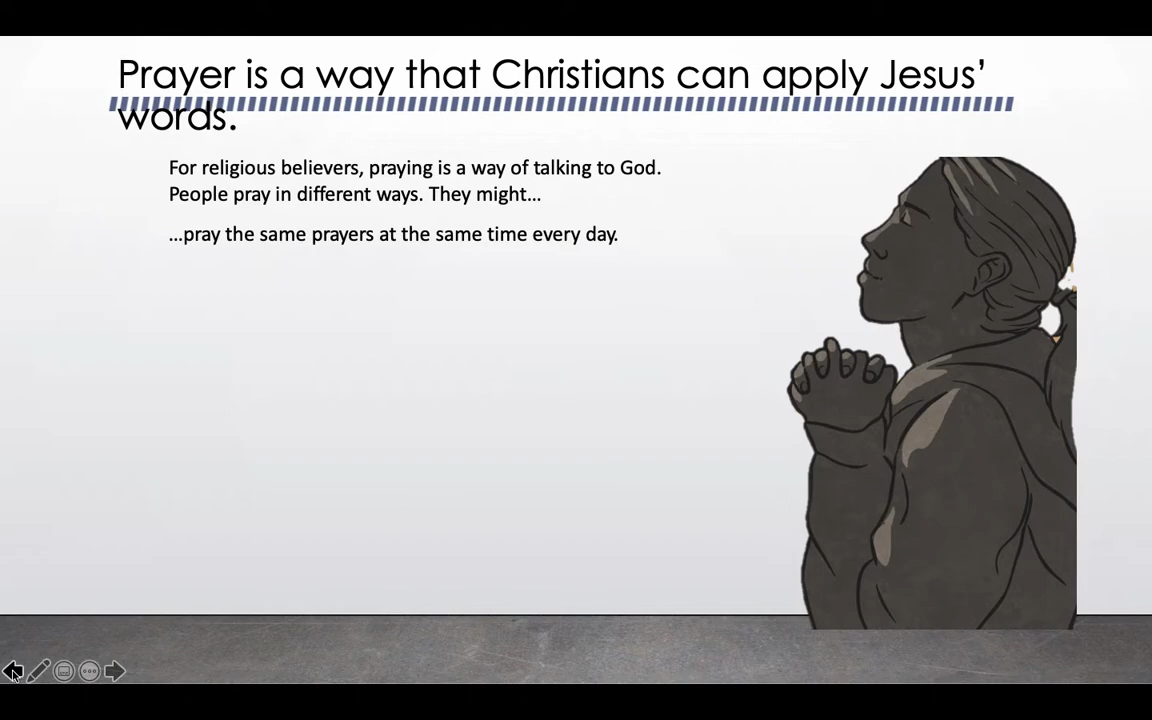 Prayer is a way that Christians can apply Jesus’
words.
For religious believers, praying is a way of talking to God.
People pray in different ways. They might…
…pray the same prayers at the same time every day.